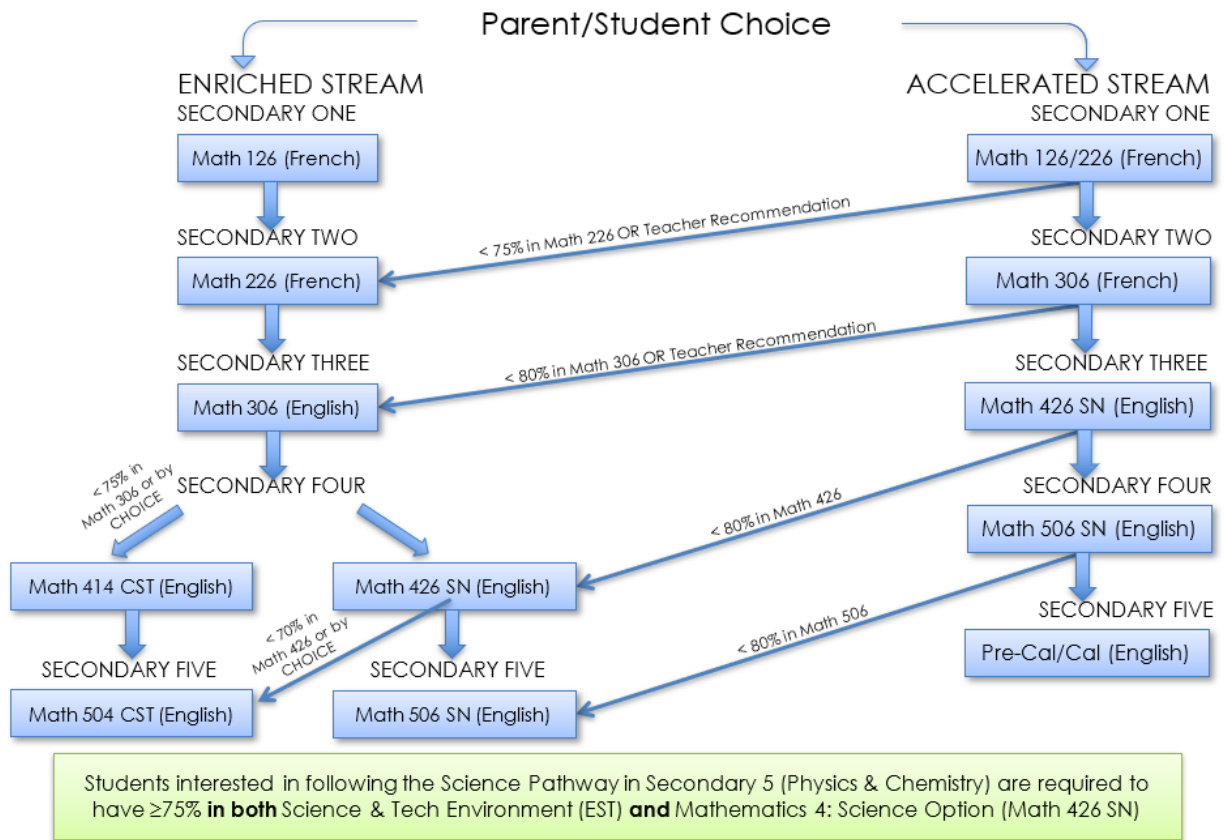 Parent/Student Choice
ENRICHED STREAM
SECONDARY ONE
Math 126 (French)
SECONDARY TWO
Math 226 (French)
SECONDARY THREE
Math 306 (English)
SECONDARY FOUR
<75% in
Math 306 or by
CHOICE
Math 414 CST (English)
Math 426 SN (English)
< 70% in
Math 426 or by
CHOICE
SECONDARY FIVE
Math 504 CST (English)
SECONDARY FIVE
Math 506 SN (English)
ACCELERATED STREAM
SECONDARY ONE
Math 126/226 (French)
< 75% in Math 226 OR Teacher Recommendation
SECONDARY TWO
Math 306 (French)
< 80% in Math 306 OR Teacher Recommendation
SECONDARY THREE
Math 426 SN (English)
< 80% in Math 426
SECONDARY FOUR
Math 506 SN (English)
< 80% in Math 506
SECONDARY FIVE
Pre-Cal/Cal (English)
Students interested in following the Science Pathway in Secondary 5 (Physics & Chemistry) are required to
have ≥75% in both Science & Tech Environment (EST) and Mathematics 4: Science Option (Math 426 SN)